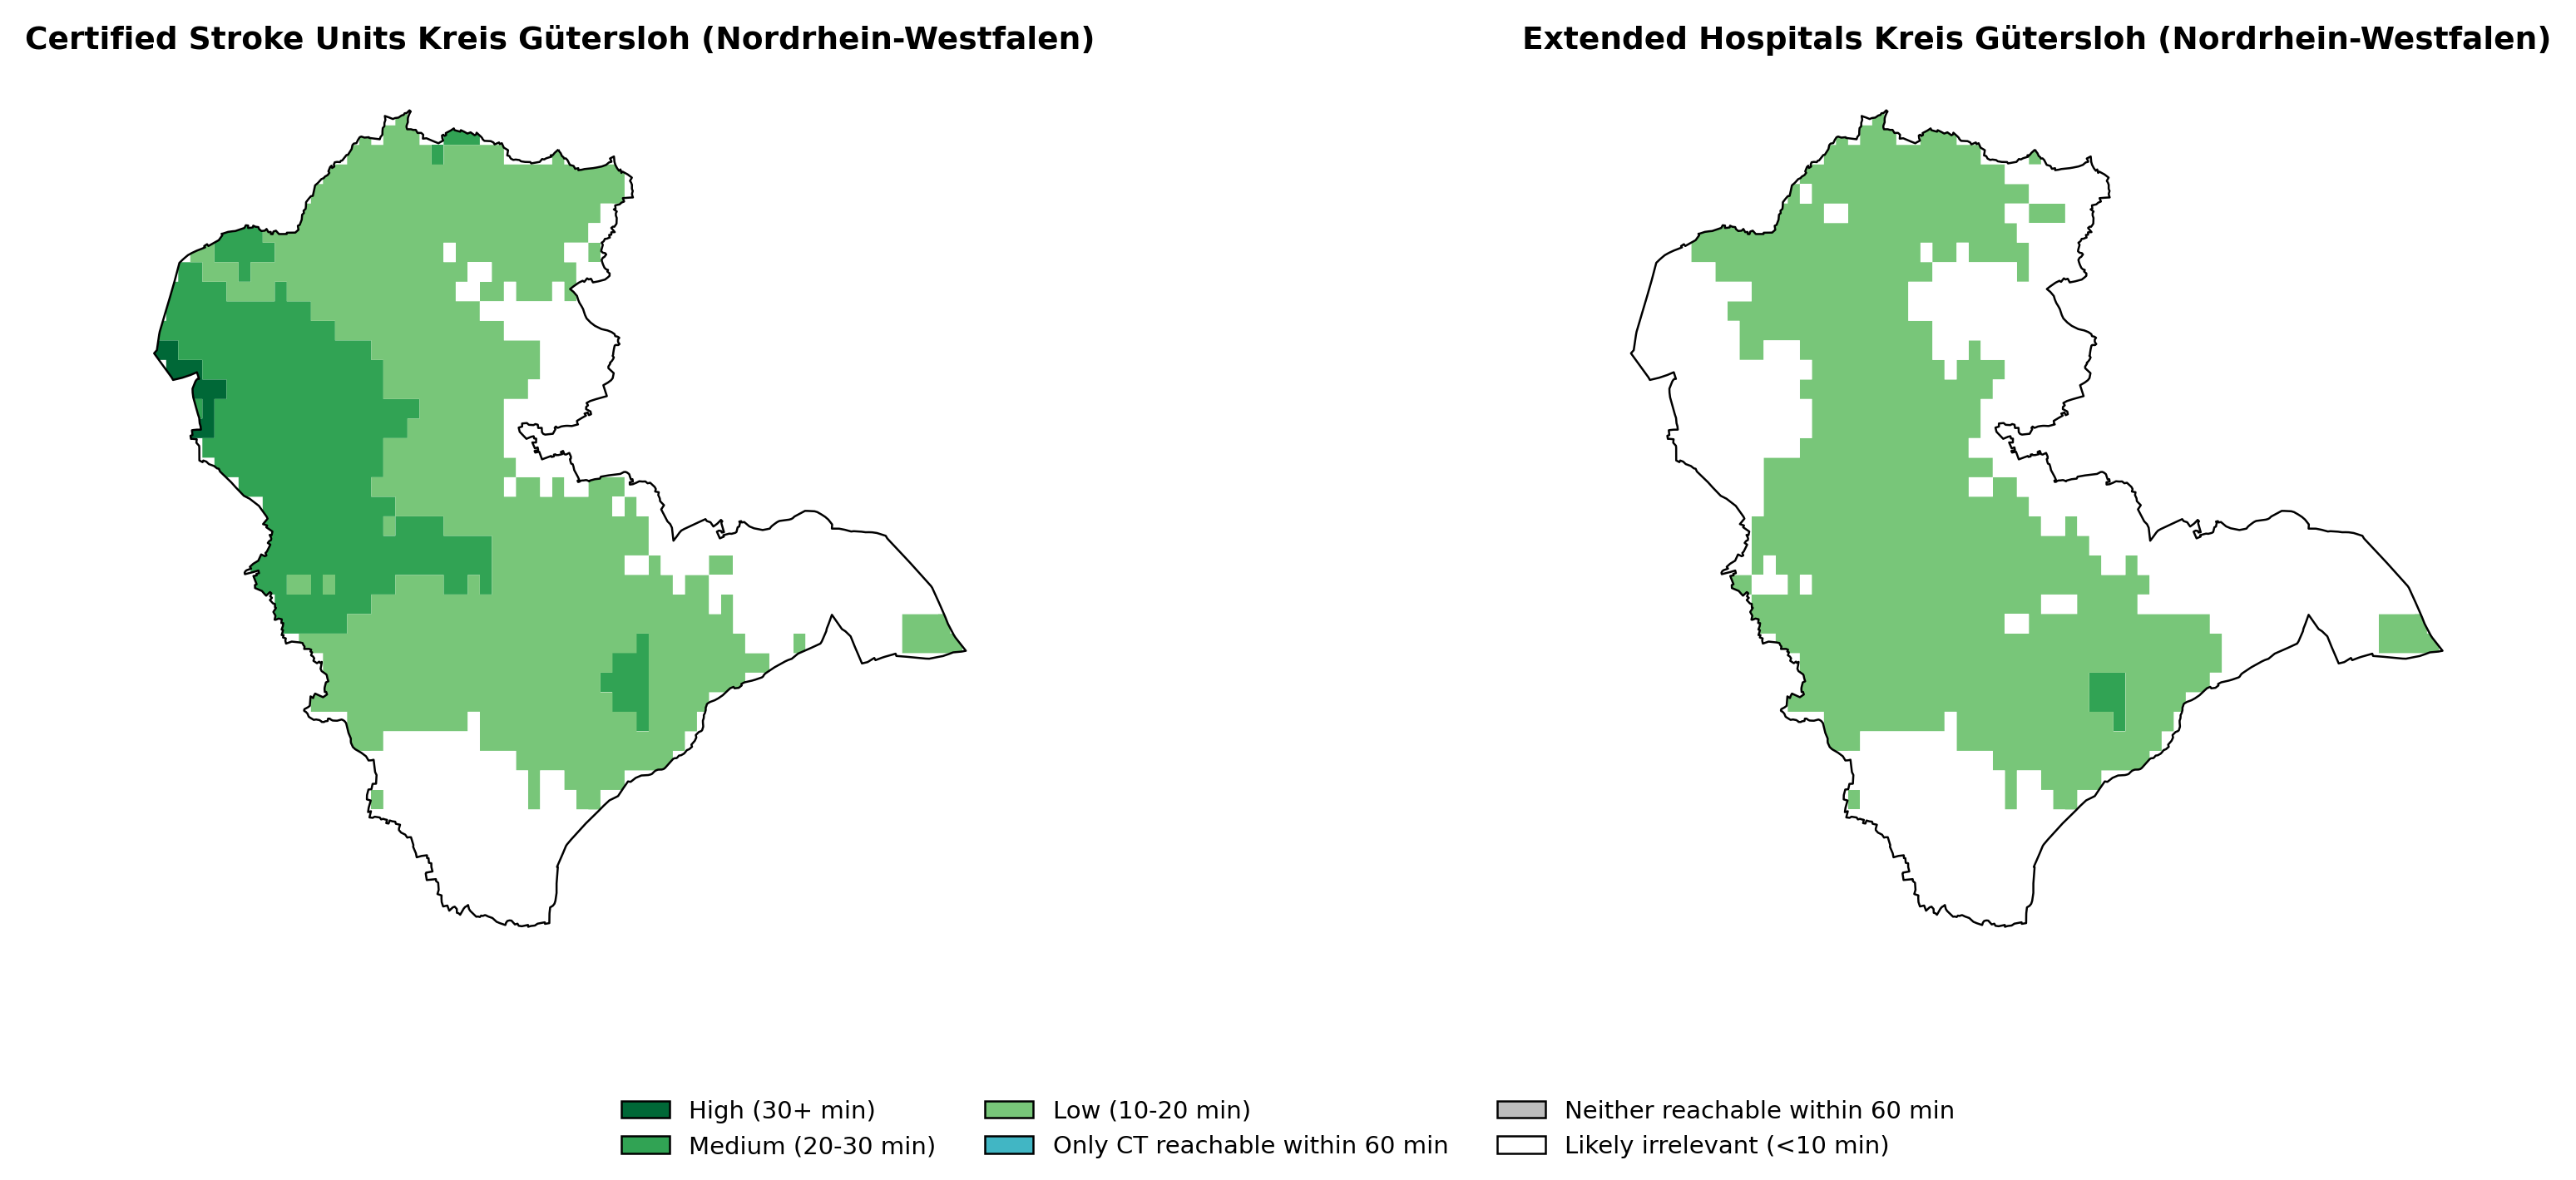 Certified Stroke Units Kreis Gütersloh (Nordrhein-Westfalen)
Extended Hospitals Kreis Gütersloh (Nordrhein-Westfalen)
High (30+ min)
Medium (20-30 min)
Low (10-20 min)
Only CT reachable within 60 min
Neither reachable within 60 min
Likely irrelevant (<10 min)